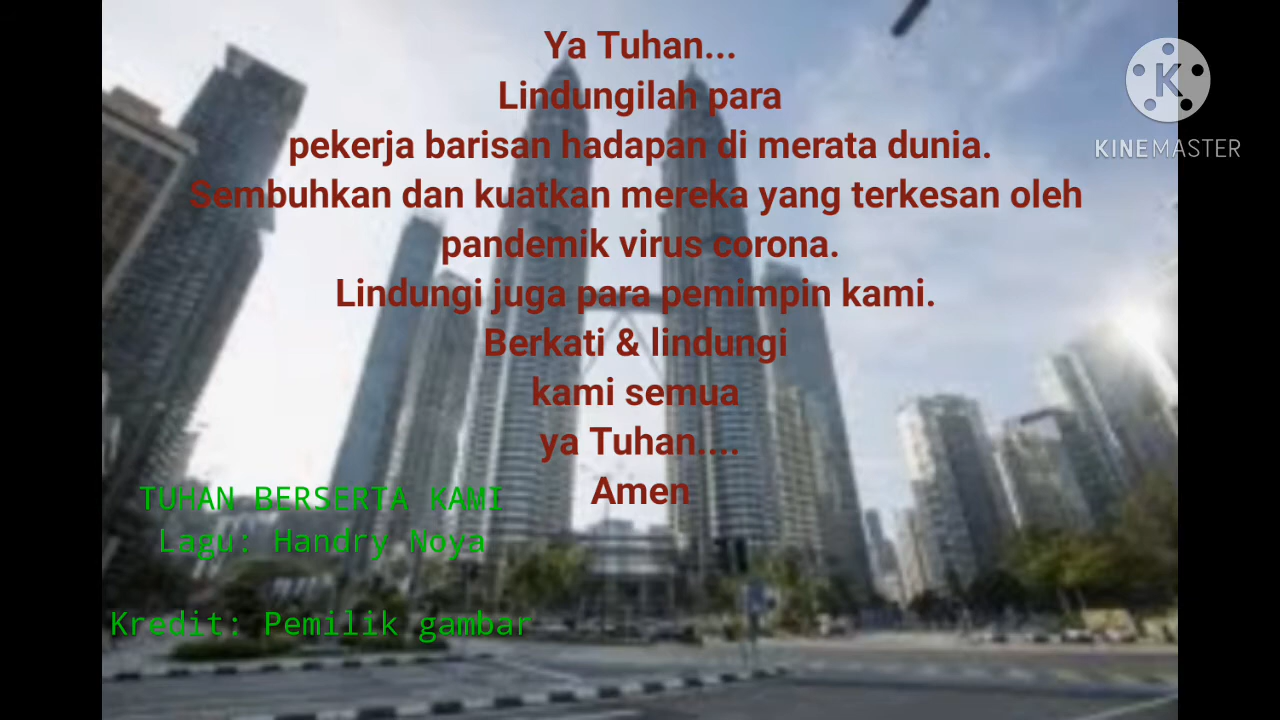 Ya Tuhan...
Lindungilah para
pekerja barisan hadapan di merata dunia.
Sembuhkan dan kuatkan mereka yang terkesan oleh
pandemik virus corona.
Lindungi juga para pemimpin kami.
Berkati & lindungi
kami semua
ya Tuhan....
Amen
TUHAN BERSERTA KAMI
Lagu: Handry Noya
Kredit: Pemilik gambar
K
KINEMASTER